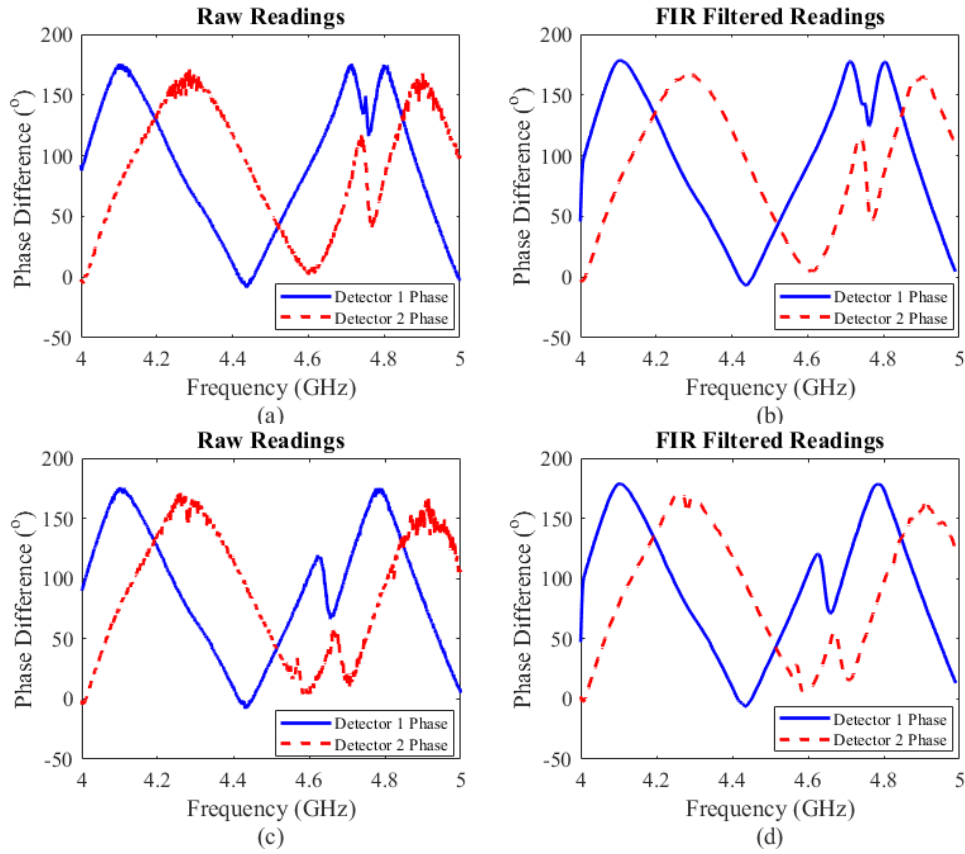 Raw Readings
FIR Filtered Readings
200
150
100
50
0
-50
Phase Difference (°)
Detector 1 Phase
Detector 2 Phase
4 4.2 4.4 4.6 4.8 5
Frequency (GHz)
(a)
200
150
100
50
0
-50
Phase Difference (°)
Detector 1 Phase
Detector 2 Phase
4 4.2 4.4 4.6 4.8 5
Frequency (GHz)
(b)
Raw Readings
FIR Filtered Readings
200
150
100
50
0
-50
Phase Difference (°)
Detector 1 Phase
Detector 2 Phase
4 4.2 4.4 4.6 4.8 5
Frequency (GHz)
(c)
200
150
100
50
0
-50
Phase Difference (°)
Detector 1 Phase
Detector 2 Phase
4 4.2 4.4 4.6 4.8 5
Frequency (GHz)
(d)